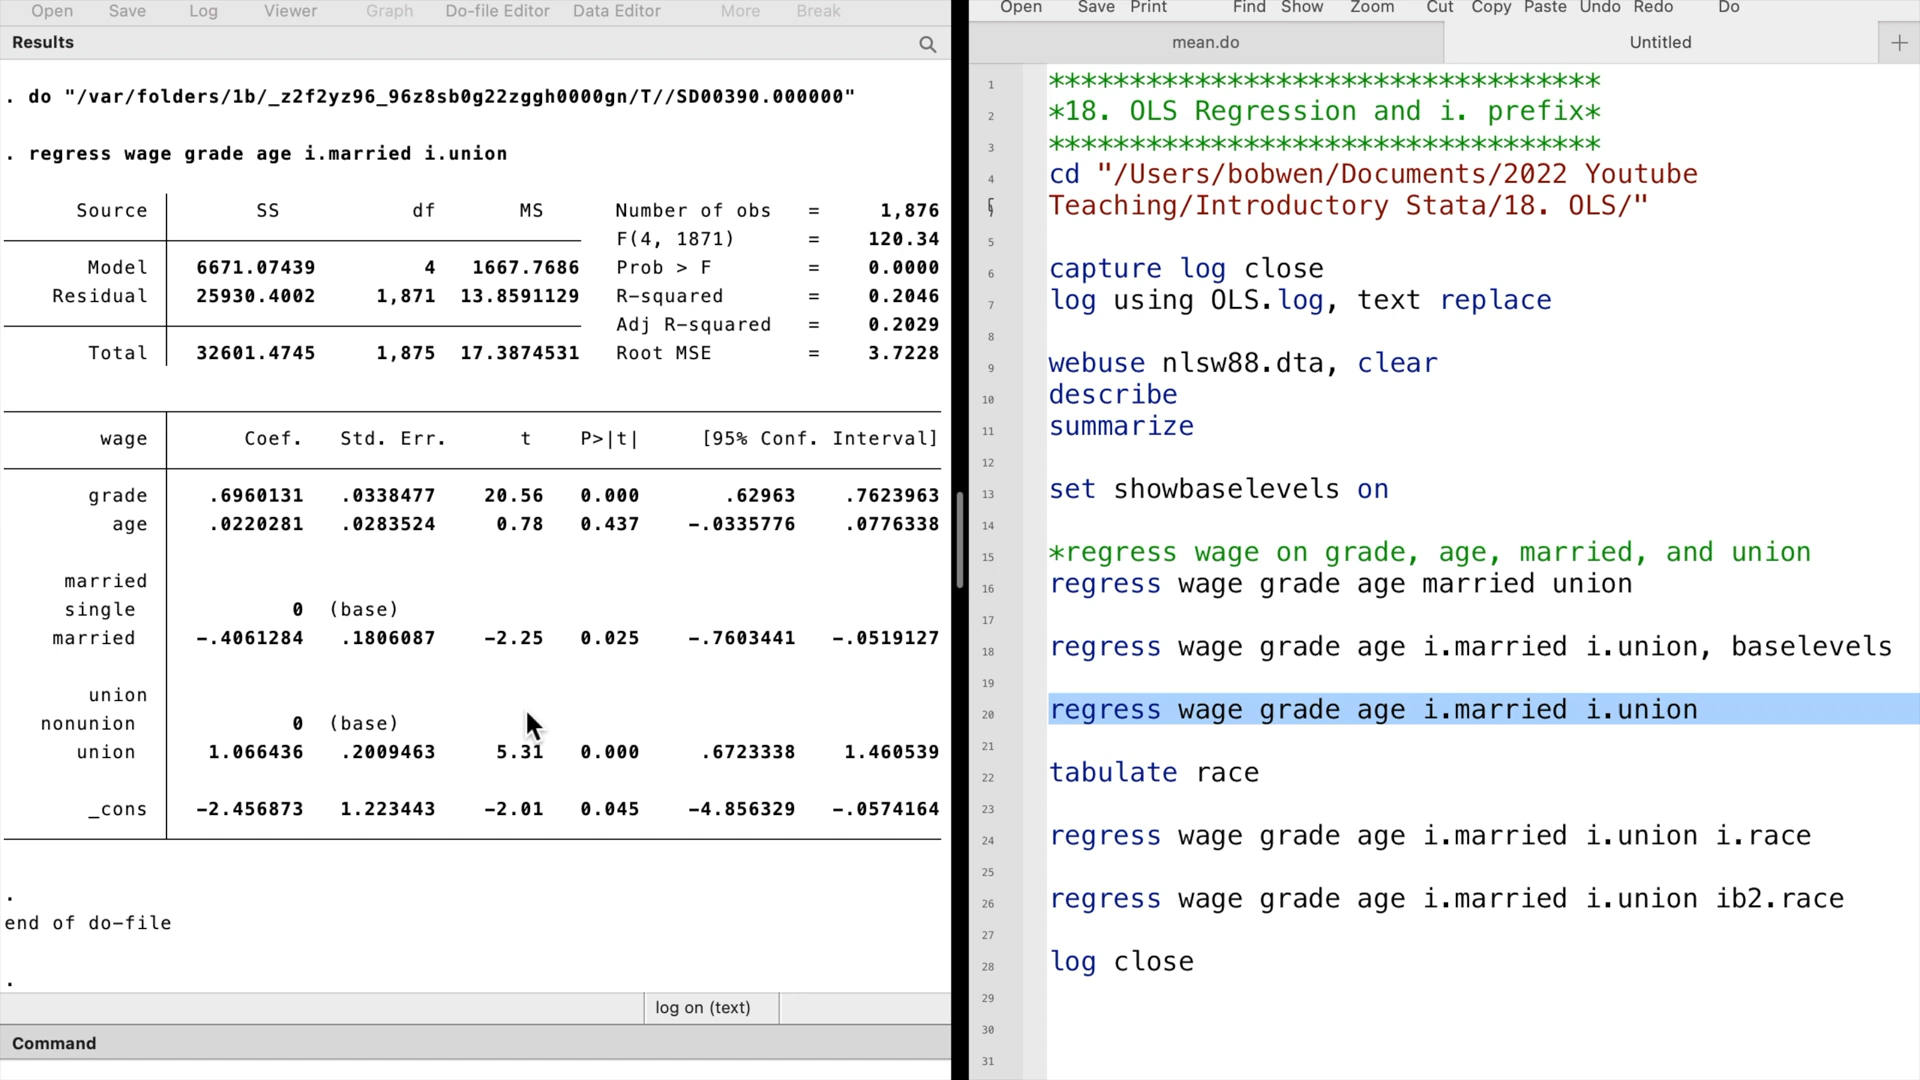 Open Save Log Viewer Graph Do-file Editor Data Editor More Break
Results
. do "/var/folders/1b/_z2f2yz96_96z8sb0g22zggh0000gn/T//SD00390.000000"
. regress wage grade age i.married i.union
Source SS df MS Number of obs = 1,876
F(4, 1871) = 120.34
Model 6671.07439 4 1667.7686 Prob > F = 0.0000
Residual 25930.4002 1,871 13.8591129 R-squared = 0.2046
Adj R-squared = 0.2029
Total 32601.4745 1,875 17.3874531 Root MSE = 3.7228
wage Coef. Std. Err. t P>|t| [95% Conf. Interval]
grade .6960131 .0338477 20.56 0.000 .62963 .7623963
age .0220281 .0283524 0.78 0.437 -.0335776 .0776338
married
single 0 (base)
married -.4061284 .1806087 -2.25 0.025 -.7603441 -.0519127
union
nonunion 0 (base)
union 1.066436 .2009463 5.31 0.000 .6723338 1.460539
_cons -2.456873 1.223443 -2.01 0.045 -4.856329 -.0574164
.
end of do-file
.
log on (text)
Command
Open Save Print Find Show Zoom Cut Copy Paste Undo Redo Do
mean.do Untitled
1 **********************************
2 *18. OLS Regression and i. prefix*
3 **********************************
4 cd "/Users/bobwen/Documents/2022 Youtube
Teaching/Introductory Stata/18. OLS/"
5
6 capture log close
7 log using OLS.log, text replace
8
9 webuse nlsw88.dta, clear
10 describe
11 summarize
12
13 set showbaselevels on
14
15 *regress wage on grade, age, married, and union
16 regress wage grade age married union
17
18 regress wage grade age i.married i.union, baselevels
19
20 regress wage grade age i.married i.union
21
22 tabulate race
23
24 regress wage grade age i.married i.union i.race
25
26 regress wage grade age i.married i.union ib2.race
27
28 log close
29
30
31